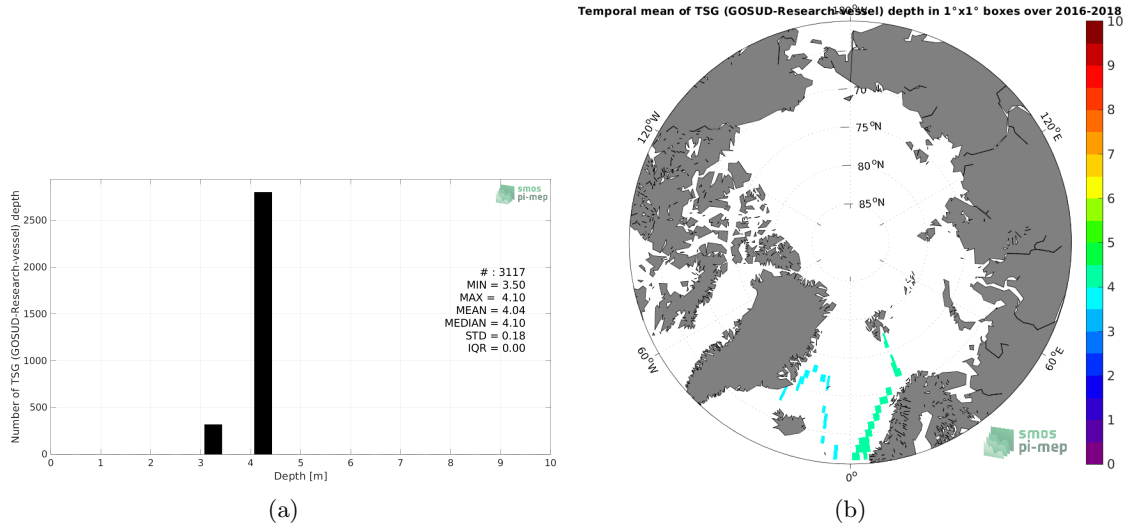 Number of TSG (GOSUD-Research-vessel) depth
2500
2000
1500
1000
500
0
0 1 2 3 4 5 6 7 8 9 10
Depth [m]
smos
pi-mep
# : 3117
MIN = 3.50
MAX = 4.10
MEAN = 4.04
MEDIAN = 4.10
STD = 0.18
IQR = 0.00
(a)
Temporal mean of TSG (GOSUD-Research-vessel) depth in 1°x1° boxes over 2016-2018
180°W
120°W
120°E
75°N
80°N
85°N
60°W
60°E
0°
smos
pi-mep
10
9
8
7
6
5
4
3
2
1
0
(b)